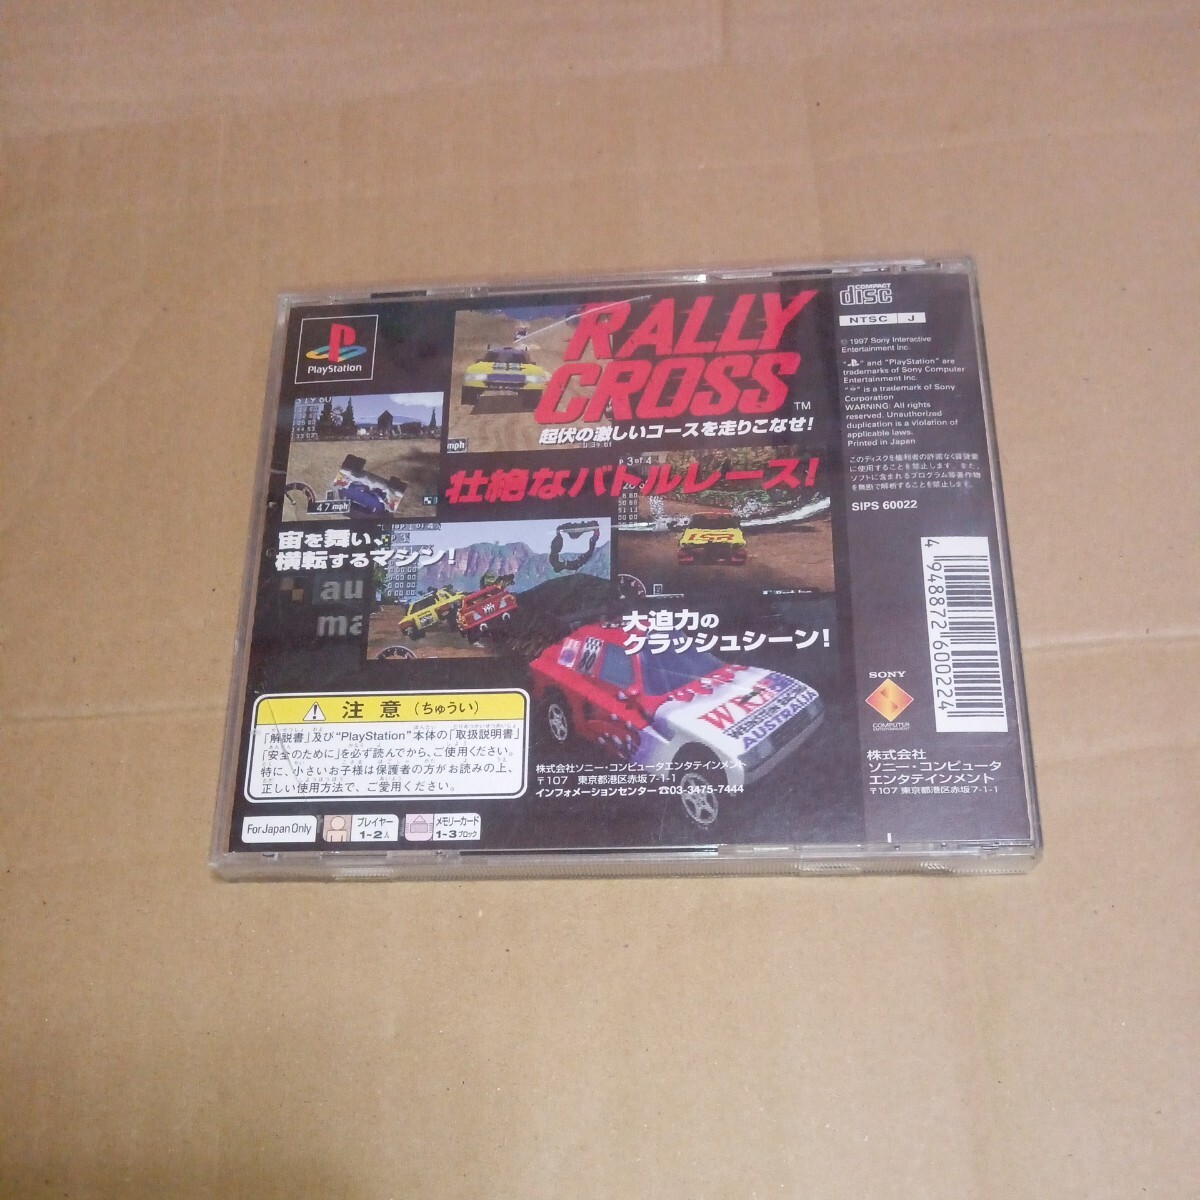 PlayStation
RALLY
CROSS
TM
起伏の激しいコースを走りこなせ!
壮絶なバトルレース!
宙を舞い、
横転するマシン!
大迫力の
クラッシュシーン!
47 mph
mph
p 3 of 4
LSR
WR
AUSTRALIA
au
ma
注意(ちゅうい)
「解説書」及び"PlayStation"本体の「取扱説明書」
「安全のために」を必ず読んでから、ご使用ください。
特に、小さいお子様は保護者の方がお読みの上、
正しい使用方法で、ご愛用ください。
For Japan Only
プレイヤー
1~2人
メモリーカード
1~3ブロック
株式会社ソニー・コンピュータエンタテインメント
〒107 東京都港区赤坂7-1-1
インフォメーションセンター☎03-3475-7444
COMPACT
disc
NTSC J
© 1997 Sony Interactive
Entertainment Inc.
" " and "PlayStation" are
trademarks of Sony Computer
Entertainment Inc.
" " is a trademark of Sony
Corporation
WARNING: All rights
reserved. Unauthorized
duplication is a violation of
applicable laws.
Printed in Japan
このディスクを権利者の許諾なく賃貸業
に使用することを禁止します。また、
ソフトに含まれるプログラム等著作物
を無断で解析することを禁止します。
SIPS 60022
4 948872 600224
SONY
COMPUTER
ENTERTAINMENT
株式会社
ソニー・コンピュータ
エンタテインメント
〒107 東京都港区赤坂7-1-1